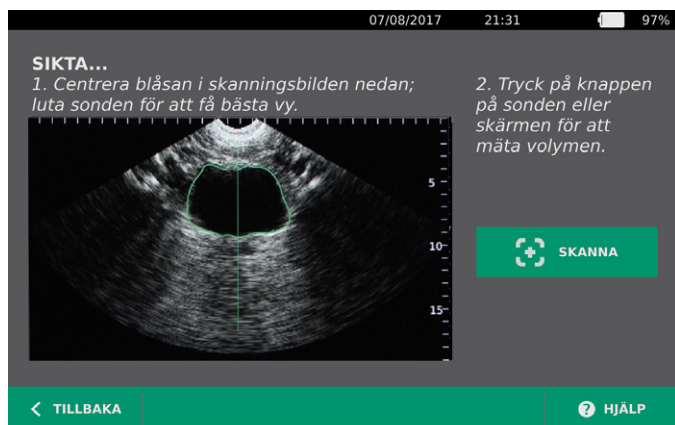 07/08/2017 21:31 97%
SIKTA...
1. Centrera blåsan i skanningsbilden nedan;
luta sonden för att få bästa vy.
2. Tryck på knappen
på sonden eller
skärmen för att
mäta volymen.
5
10
15
SKANNA
TILLBAKA
? HJÄLP